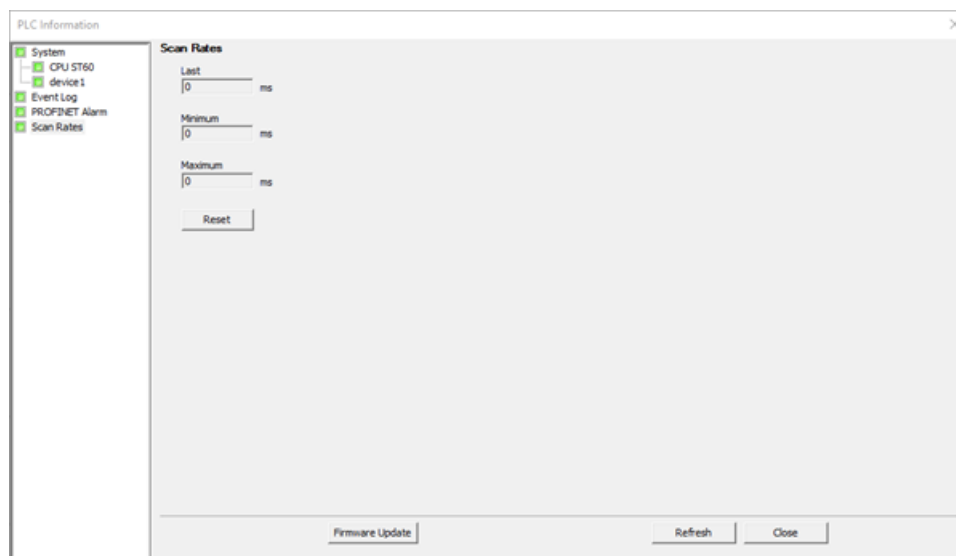 PLC Information
System
CPU ST60
device1
Event Log
PROFINET Alarm
Scan Rates
Scan Rates
Last
0 ms
Minimum
0 ms
Maximum
0 ms
Reset
Firmware Update Refresh Close